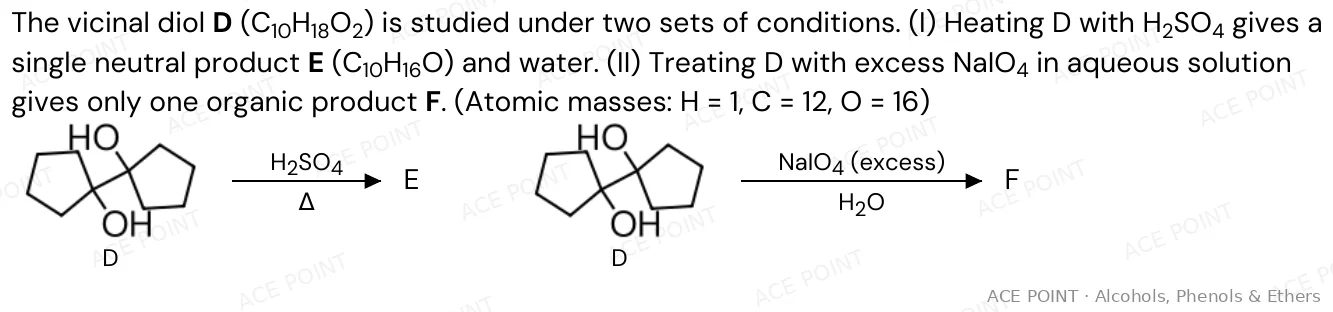 The vicinal diol D (C₁₀H₁₈O₂) is studied under two sets of conditions. (I) Heating D with H₂SO₄ gives a
single neutral product E (C₁₀H₁₆O) and water. (II) Treating D with excess NaIO₄ in aqueous solution
gives only one organic product F. (Atomic masses: H = 1, C = 12, O = 16)
HO
OH
D
H₂SO₄
Δ
E
HO
OH
D
NaIO₄ (excess)
H₂O
F
ACE POINT · Alcohols, Phenols & Ethers